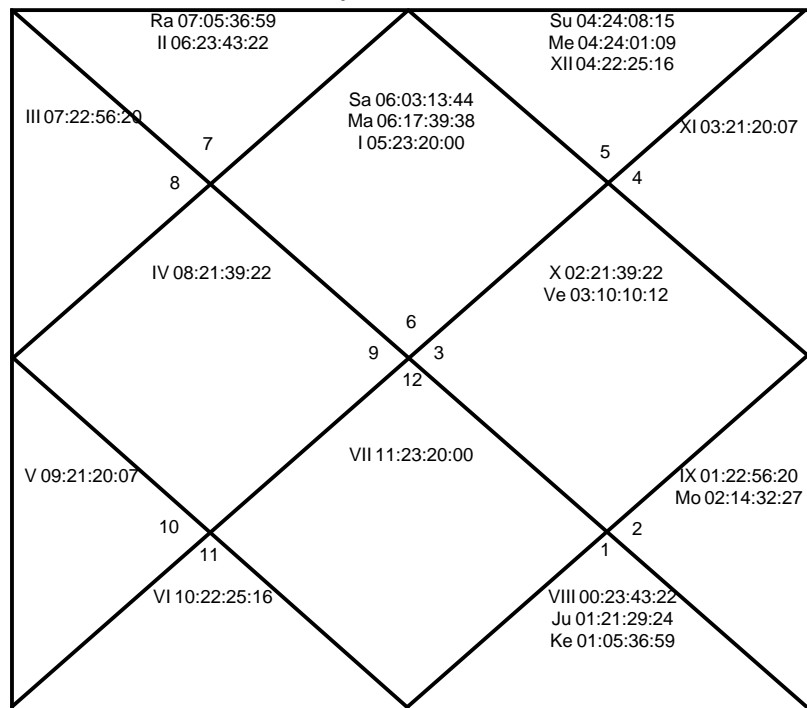 Ra 07:05:36:59
II 06:23:43:22
Su 04:24:08:15
Me 04:24:01:09
XII 04:22:25:16
III 07:22:56:20
Sa 06:03:13:44
Ma 06:17:39:38
I 05:23:20:00
XI 03:21:20:07
7
5
8
4
IV 08:21:39:22
X 02:21:39:22
Ve 03:10:10:12
6
9
3
12
VII 11:23:20:00
V 09:21:20:07
IX 01:22:56:20
Mo 02:14:32:27
10
2
11
1
VI 10:22:25:16
VIII 00:23:43:22
Ju 01:21:29:24
Ke 01:05:36:59